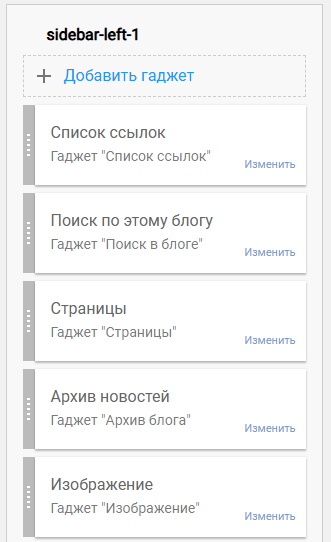 sidebar-left-1
+ Добавить гаджет
Список ссылок
Гаджет "Список ссылок"
Изменить
Поиск по этому блогу
Гаджет "Поиск в блоге"
Изменить
Страницы
Гаджет "Страницы"
Изменить
Архив новостей
Гаджет "Архив блога"
Изменить
Изображение
Гаджет "Изображение"
Изменить